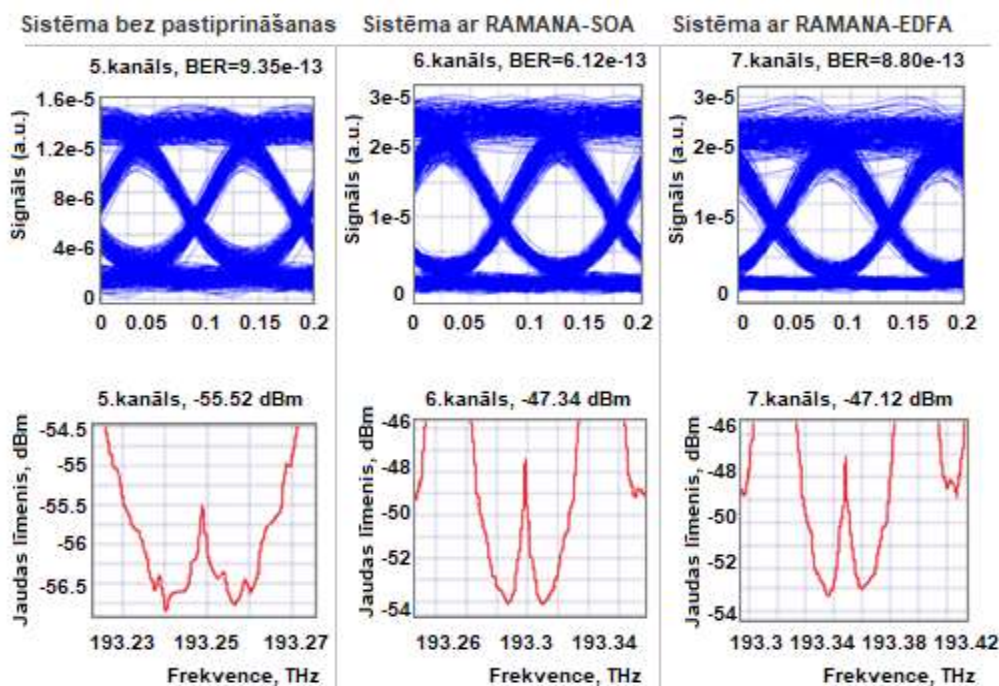 Sistēma bez pastiprināšanas
Sistēma ar RAMANA-SOA
Sistēma ar RAMANA-EDFA
5.kanāls, BER=9.35e-13
Signāls (a.u.)
1.6e-5
1.2e-5
8e-6
4e-6
0
0 0.05 0.1 0.15 0.2
6.kanāls, BER=6.12e-13
Signāls (a.u.)
3e-5
2e-5
1e-5
0
0 0.05 0.1 0.15 0.2
7.kanāls, BER=8.80e-13
Signāls (a.u.)
3e-5
2e-5
1e-5
0
0 0.05 0.1 0.15 0.2
5.kanāls, -55.52 dBm
Jaudas līmenis, dBm
-54.5
-55
-55.5
-56
-56.5
193.23 193.25 193.27
Frekvence, THz
6.kanāls, -47.34 dBm
Jaudas līmenis, dBm
-46
-48
-50
-52
-54
193.26 193.3 193.34
Frekvence, THz
7.kanāls, -47.12 dBm
Jaudas līmenis, dBm
-46
-48
-50
-52
-54
193.3 193.34 193.38 193.42
Frekvence, THz